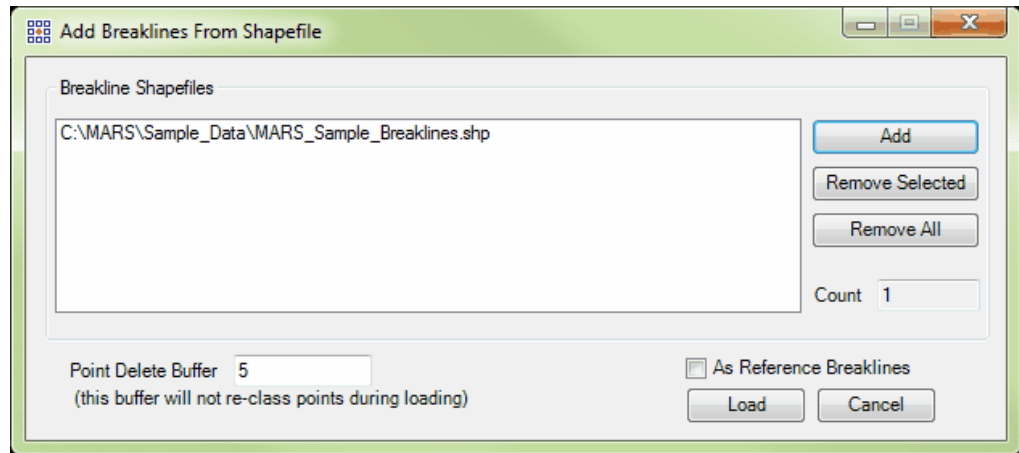 Add Breaklines From Shapefile
Breakline Shapefiles
C:\MARS\Sample_Data\MARS_Sample_Breaklines.shp
Add
Remove Selected
Remove All
Count 1
Point Delete Buffer 5
(this buffer will not re-class points during loading)
As Reference Breaklines
Load Cancel